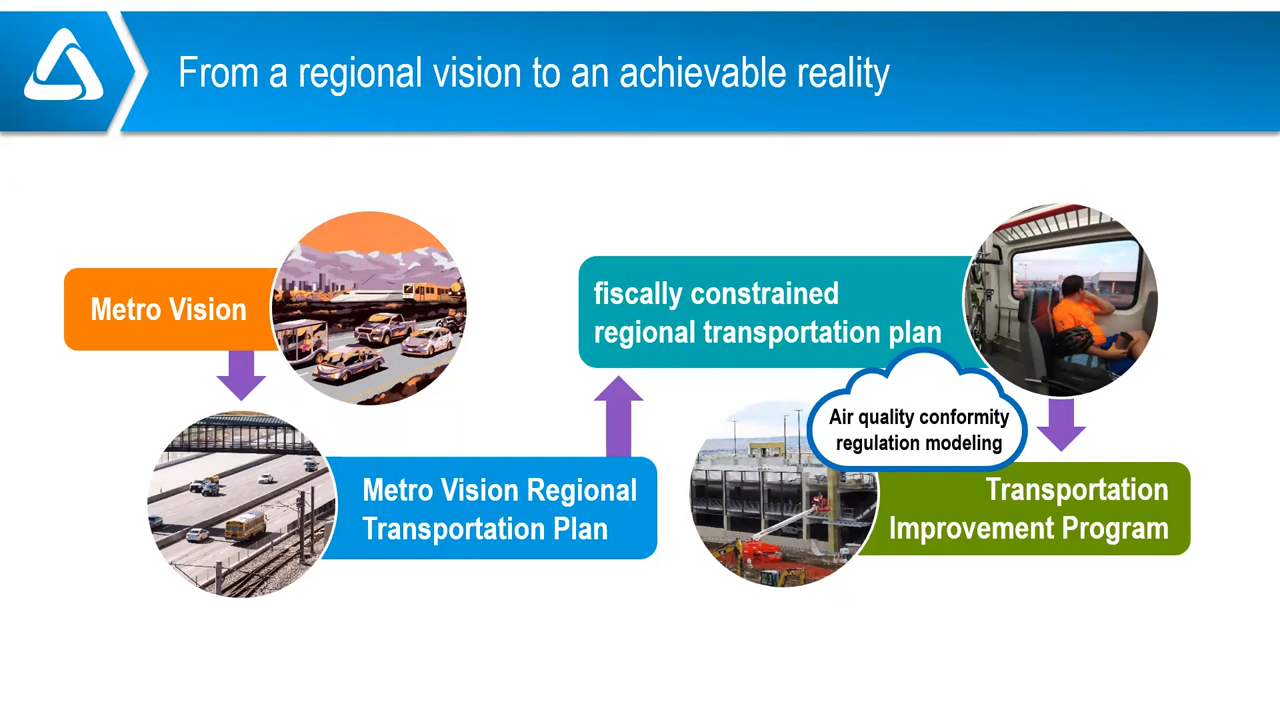 From a regional vision to an achievable reality
Metro Vision
Metro Vision Regional
Transportation Plan
fiscally constrained
regional transportation plan
Air quality conformity
regulation modeling
Transportation
Improvement Program